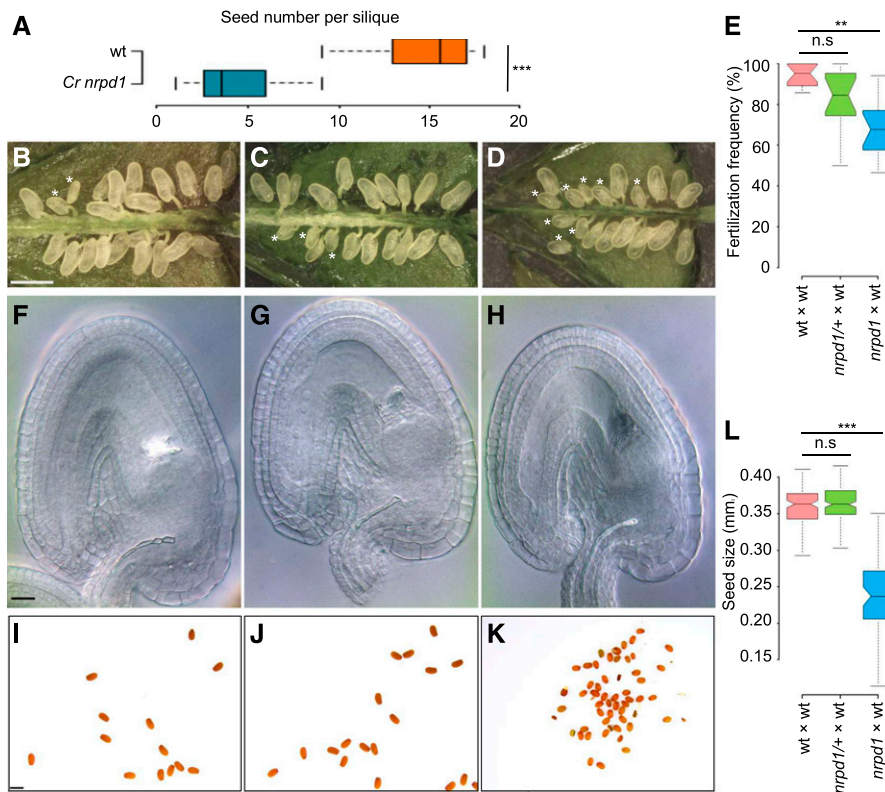 A
Seed number per silique
wt
Cr nrpd1
***
0 5 10 15 20
B
*
*
C
*
*
*
D
* * * * *
*
*
*
E
**
n.s
Fertilization frequency (%)
100
80
60
40
20
0
wt × wt
nrpd1/+ × wt
nrpd1 × wt
F
G
H
I
J
K
L
***
n.s
Seed size (mm)
0.40
0.35
0.30
0.25
0.20
0.15
wt × wt
nrpd1/+ × wt
nrpd1 × wt